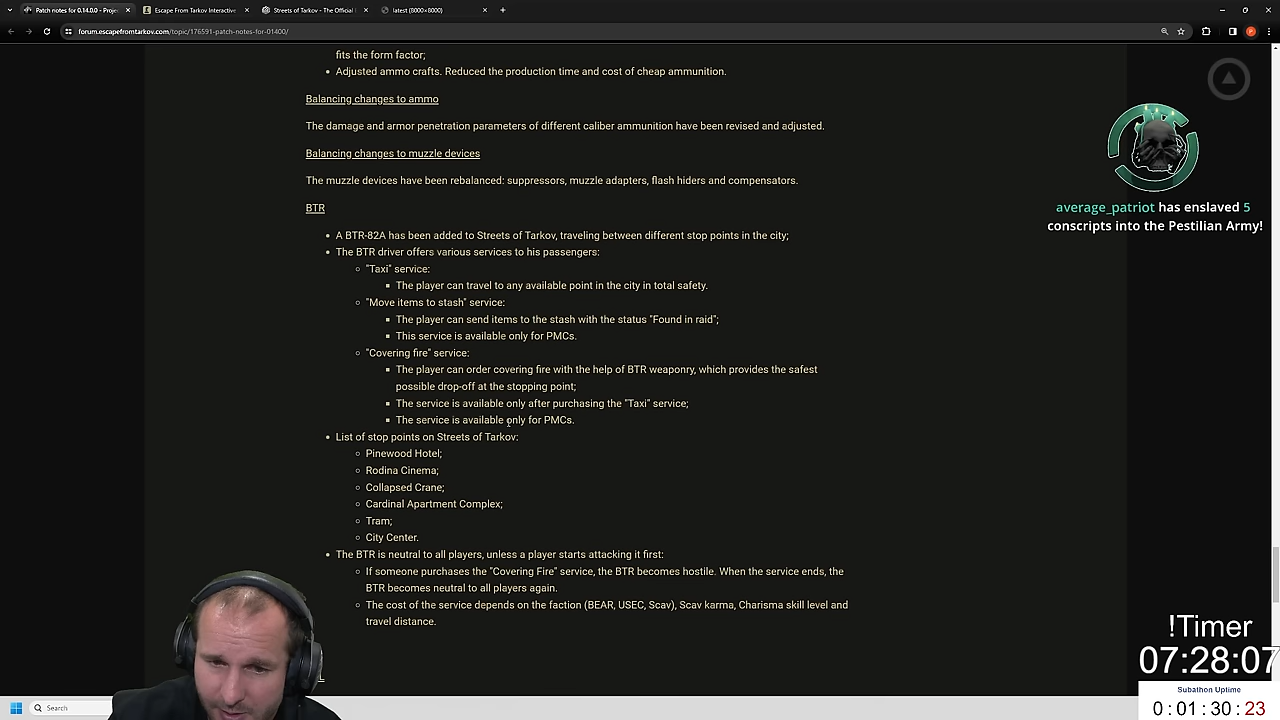 Patch notes for 0.14.0.0 - Proje
Escape From Tarkov Interactive
Streets of Tarkov - The Official
latest (8000×8000)
forum.escapefromtarkov.com/topic/176591-patch-notes-for-01400/
fits the form factor;
Adjusted ammo crafts. Reduced the production time and cost of cheap ammunition.
Balancing changes to ammo
The damage and armor penetration parameters of different caliber ammunition have been revised and adjusted.
Balancing changes to muzzle devices
The muzzle devices have been rebalanced: suppressors, muzzle adapters, flash hiders and compensators.
BTR
A BTR-82A has been added to Streets of Tarkov, traveling between different stop points in the city;
The BTR driver offers various services to his passengers:
"Taxi" service:
The player can travel to any available point in the city in total safety.
"Move items to stash" service:
The player can send items to the stash with the status "Found in raid";
This service is available only for PMCs.
"Covering fire" service:
The player can order covering fire with the help of BTR weaponry, which provides the safest
possible drop-off at the stopping point;
The service is available only after purchasing the "Taxi" service;
The service is available only for PMCs.
List of stop points on Streets of Tarkov:
Pinewood Hotel;
Rodina Cinema;
Collapsed Crane;
Cardinal Apartment Complex;
Tram;
City Center.
The BTR is neutral to all players, unless a player starts attacking it first:
If someone purchases the "Covering Fire" service, the BTR becomes hostile. When the service ends, the
BTR becomes neutral to all players again.
The cost of the service depends on the faction (BEAR, USEC, Scav), Scav karma, Charisma skill level and
travel distance.
average_patriot has enslaved 5
conscripts into the Pestilian Army!
!Timer
07:28:07
Subathon Uptime
0:01:30:23
Search